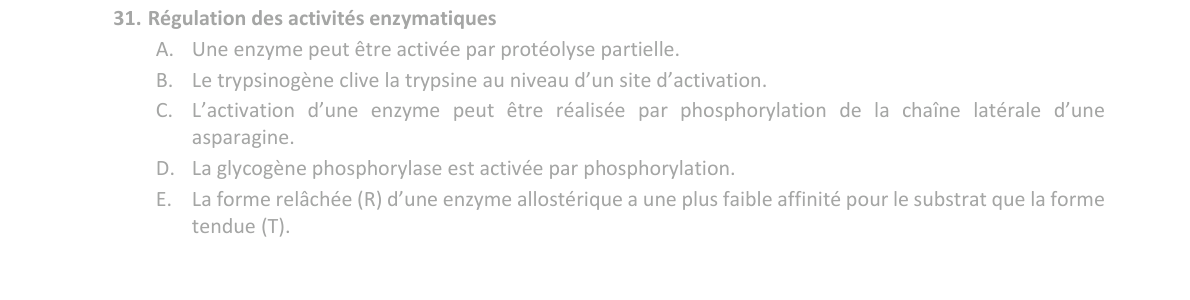 31. Régulation des activités enzymatiques
A. Une enzyme peut être activée par protéolyse partielle.
B. Le trypsinogène clive la trypsine au niveau d'un site d'activation.
C. L'activation d'une enzyme peut être réalisée par phosphorylation de la chaîne latérale d'une
asparagine.
D. La glycogène phosphorylase est activée par phosphorylation.
E. La forme relâchée (R) d'une enzyme allostérique a une plus faible affinité pour le substrat que la forme
tendue (T).